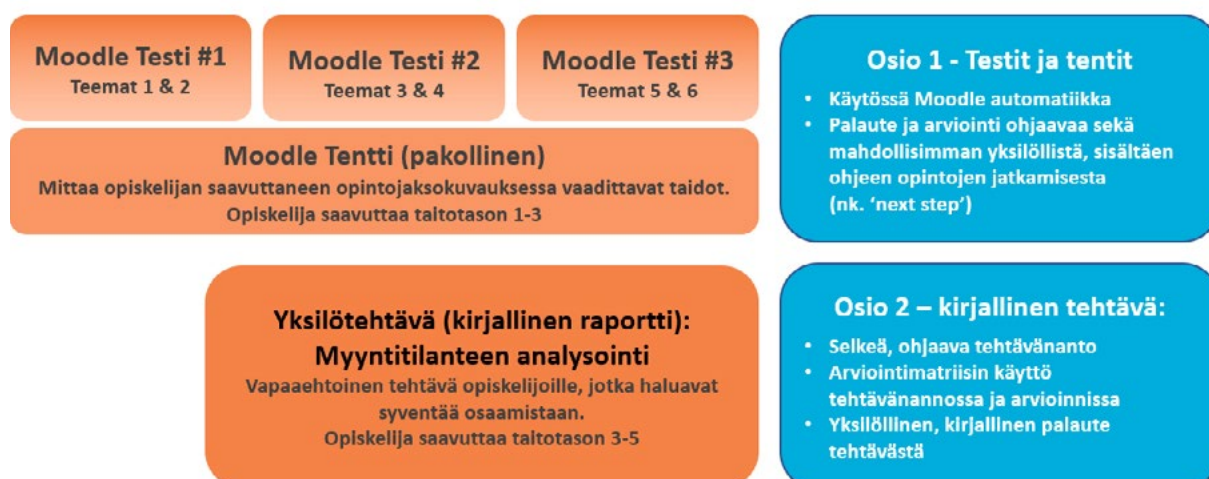 Moodle Testi #1
Teemat 1 & 2
Moodle Testi #2
Teemat 3 & 4
Moodle Testi #3
Teemat 5 & 6
Moodle Tentti (pakollinen)
Mittaa opiskelijan saavuttaneen opintojaksokuvauksessa vaadittavat taidot.
Opiskelija saavuttaa taitotason 1-3
Osio 1 - Testit ja tentit
• Käytössä Moodle automatiikka
• Palaute ja arviointi ohjaavaa sekä
mahdollisimman yksilöllistä, sisältäen
ohjeen opintojen jatkamisesta
(nk. ‘next step’)
Yksilötehtävä (kirjallinen raportti):
Myyntitilanteen analysointi
Vapaaehtoinen tehtävä opiskelijoille, jotka haluavat
syventää osaamistaan.
Opiskelija saavuttaa taitotason 3-5
Osio 2 – kirjallinen tehtävä:
• Selkeä, ohjaava tehtävänanto
• Arviointimatriisin käyttö
tehtävänannossa ja arvioinnissa
• Yksilöllinen, kirjallinen palaute
tehtävästä